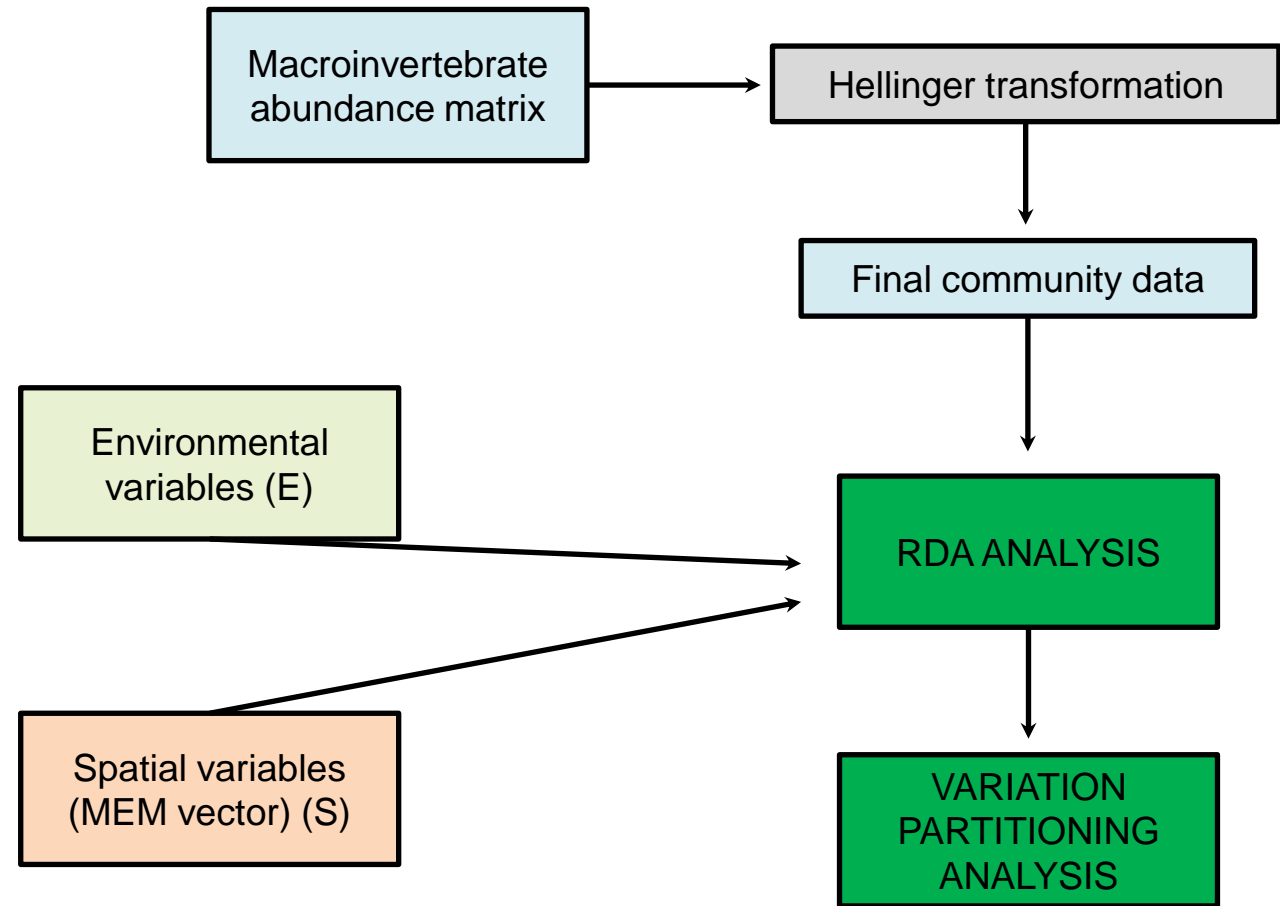 Macroinvertebrate
abundance matrix
Hellinger transformation
Final community data
Environmental
variables (E)
RDA ANALYSIS
Spatial variables
(MEM vector) (S)
VARIATION
PARTITIONING
ANALYSIS